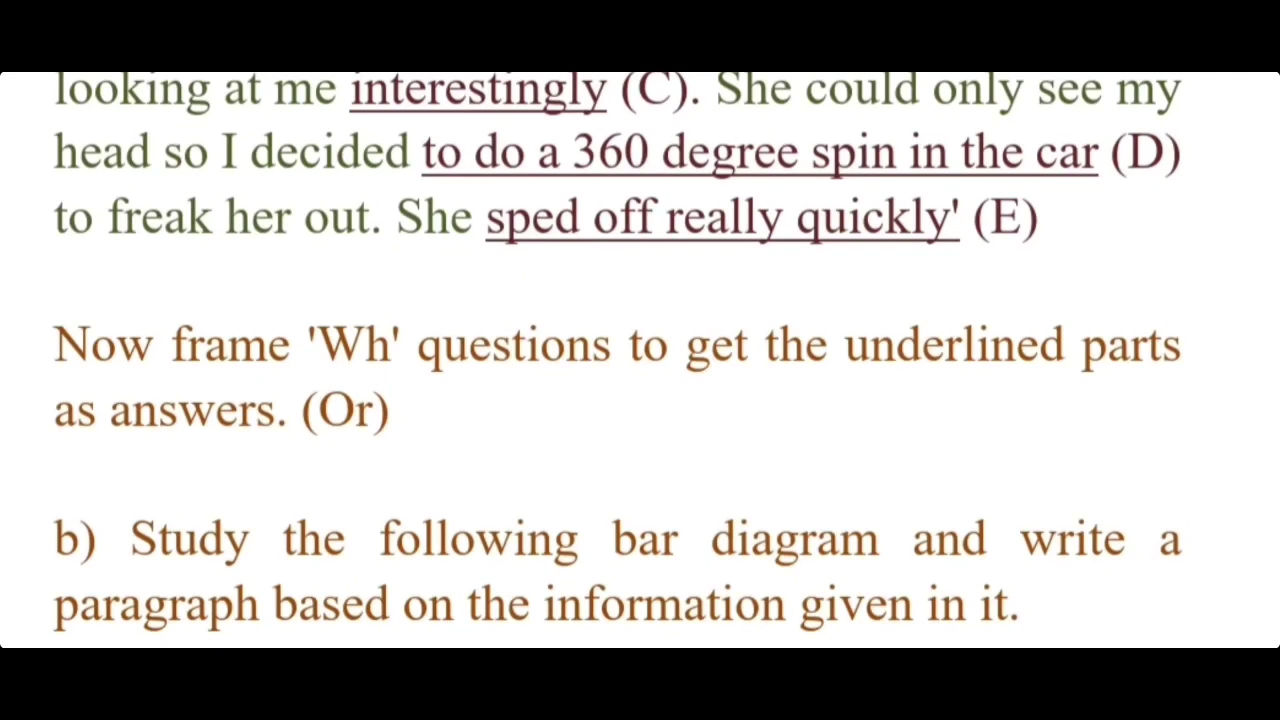 looking at me interestingly (C). She could only see my
head so I decided to do a 360 degree spin in the car (D)
to freak her out. She sped off really quickly' (E)
Now frame 'Wh' questions to get the underlined parts
as answers. (Or)
b) Study the following bar diagram and write a
paragraph based on the information given in it.